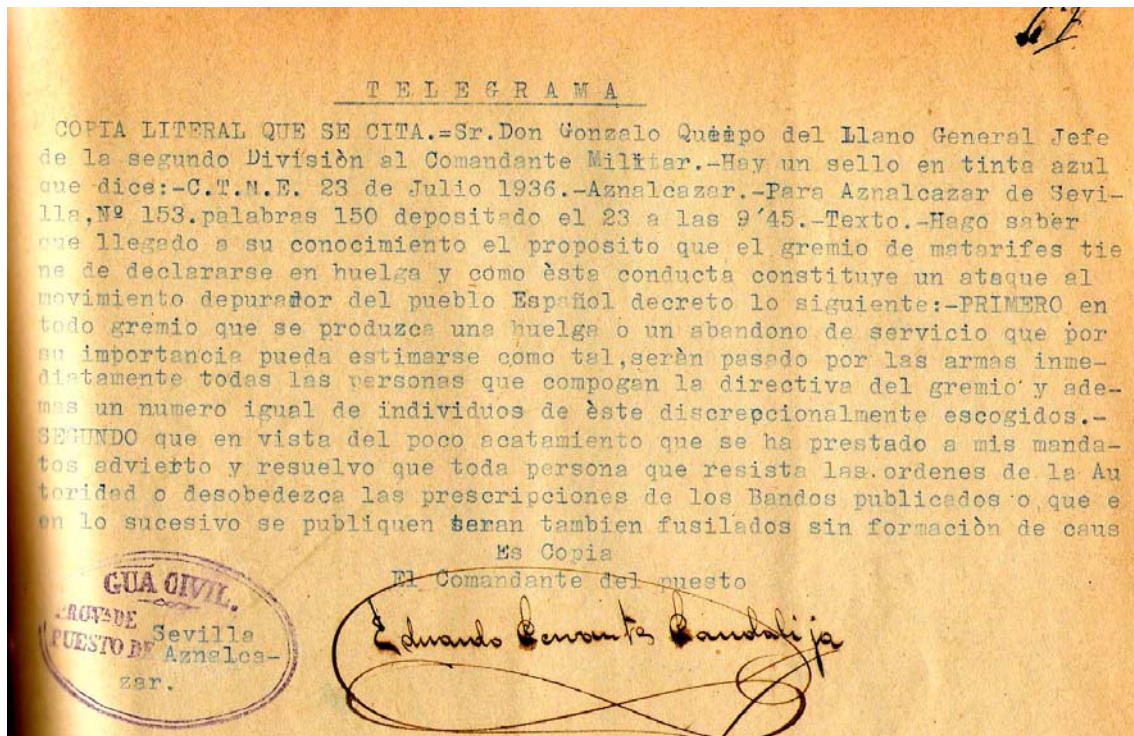 TELEGRAMA
COPIA LITERAL QUE SE CITA.=Sr.Don Gonzalo Queipo del Llano General Jefe
de la segundo Divísiòn al Comandante Militar.-Hay un sello en tinta azul
que dice:-C.T.N.E. 23 de Julio 1936.-Aznalcazar.-Para Aznalcazar de Sevi-
lla,Nº 153.palabras 150 depositado el 23 a las 9´45.-Texto.-Hago saber
que llegado a su conocimiento el proposito que el gremio de matarifes tie
ne de declararse en huelga y como èsta conducta constituye un ataque al
movimiento depurador del pueblo Español decreto lo siguiente:-PRIMERO en
todo gremio que se produzca una huelga o un abandono de servicio que por
su importancia pueda estimarse como tal,seràn pasado por las armas inme-
diatamente todas las personas que compogan la directiva del gremio y ade-
mas un numero igual de individuos de èste discrepcionalmente escogidos.-
SEGUNDO que en vista del poco acatamiento que se ha prestado a mis manda-
tos advierto y resuelvo que toda persona que resista las.ordenes de la Au
toridad o desobedezca las prescripciones de los Bandos publicados o,que e
en lo sucesivo se publiquen seran tambien fusilados sin formaciòn de caus
Es Copia
El Comandante del puesto
GUA CIVIL.
PUESTO DE
Sevilla
Aznalca-
zar.
Eduardo Cervantes